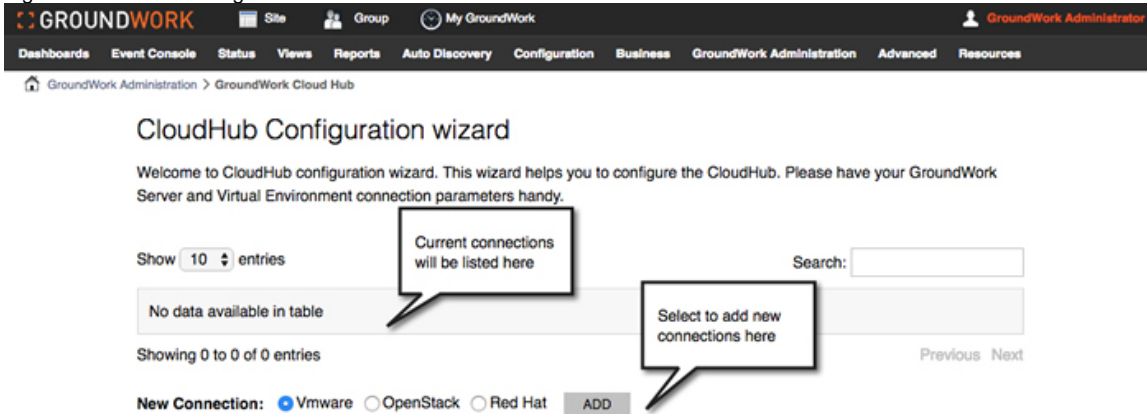 GROUNDWORK Site Group My GroundWork GroundWork Administrator
Dashboards Event Console Status Views Reports Auto Discovery Configuration Business GroundWork Administration Advanced Resources
GroundWork Administration > GroundWork Cloud Hub
CloudHub Configuration wizard
Welcome to CloudHub configuration wizard. This wizard helps you to configure the CloudHub. Please have your GroundWork
Server and Virtual Environment connection parameters handy.
Current connections
will be listed here
Show 10 entries Search:
No data available in table
Select to add new
connections here
Showing 0 to 0 of 0 entries Previous Next
New Connection: Vmware OpenStack Red Hat ADD